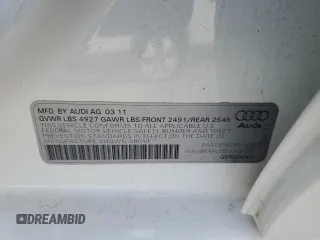 MFD BY AUDI AG 03 11
GVWR LBS 4927 GAWR LBS FRONT 2491/REAR 2546
THIS VEHICLE CONFORMS TO ALL APPLICABLE U.S.
FEDERAL MOTOR VEHICLE SAFETY BUMPER AND THEFT
PREVENTION STANDARDS IN EFFECT ON THE DATE OF
MANUFACTURE SHOWN ABOVE
Audi
PASSENGER
GERMANY
DREAMBID